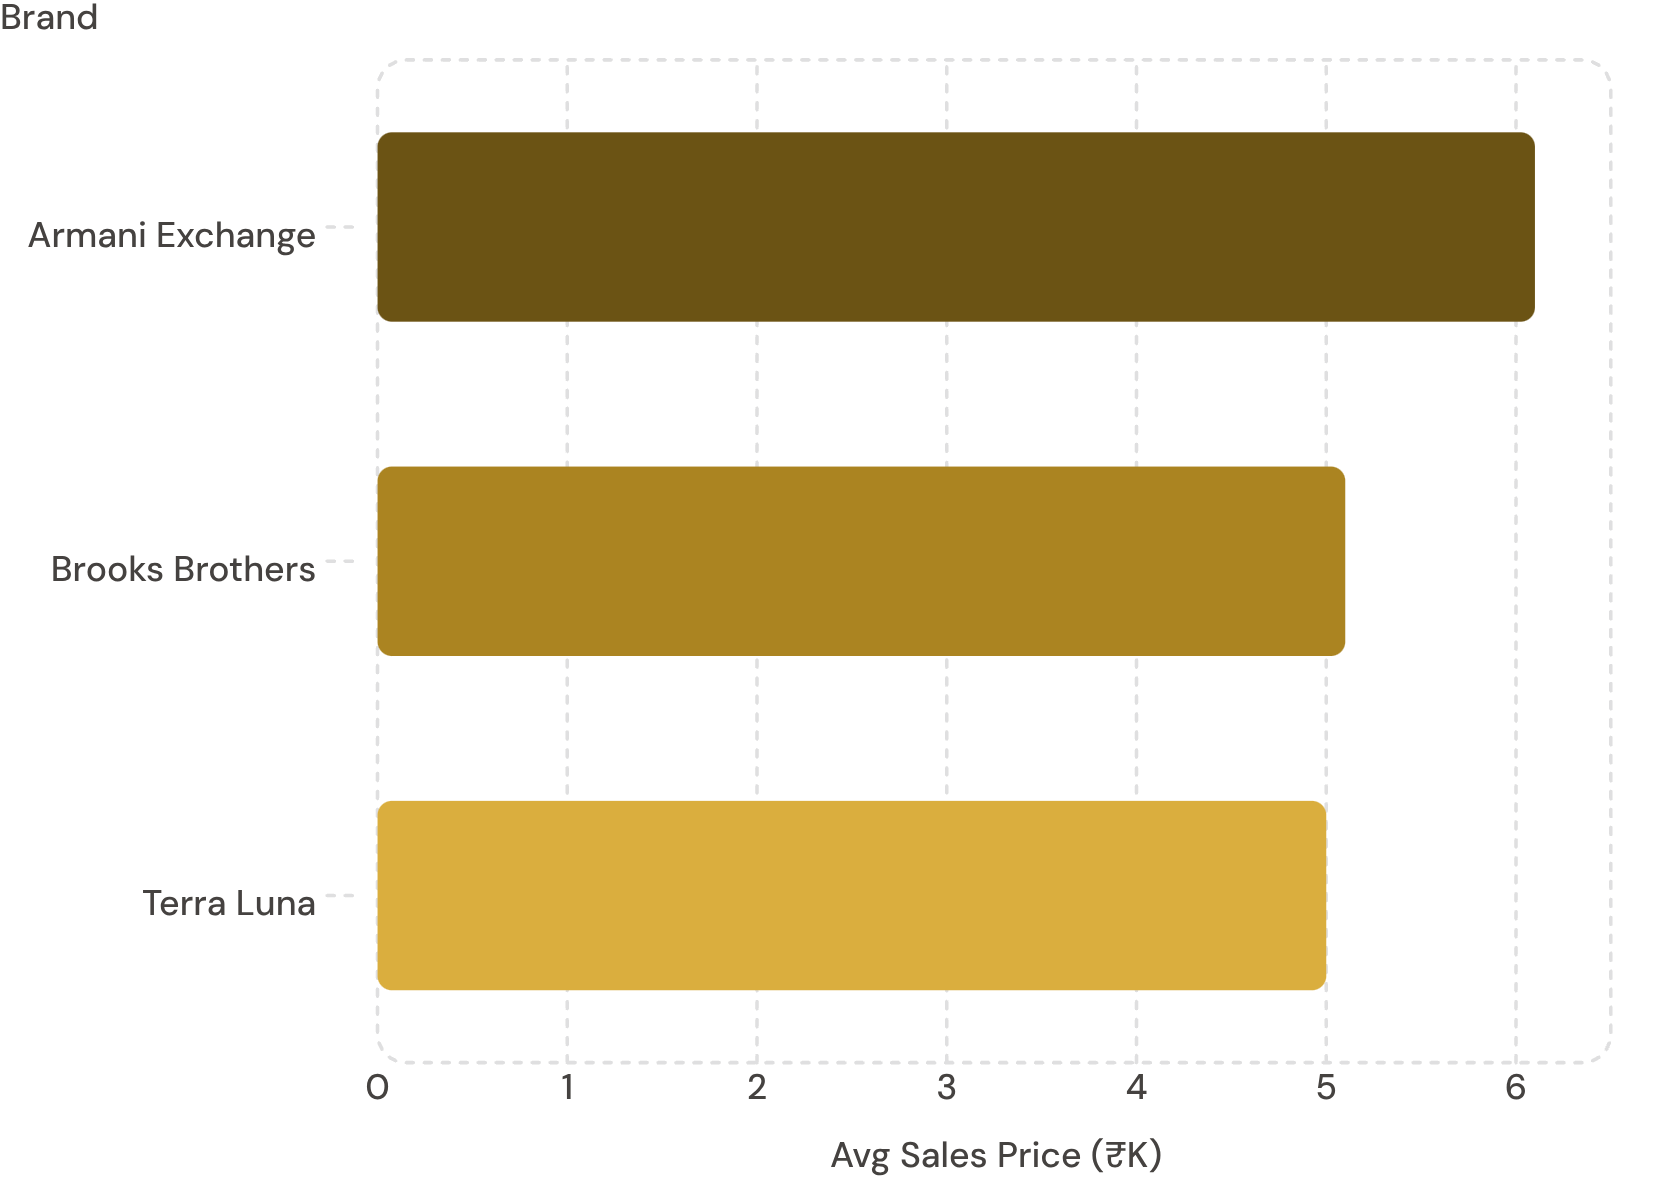 Brand
Armani Exchange
Brooks Brothers
Terra Luna
0 1 2 3 4 5 6
Avg Sales Price (₹K)